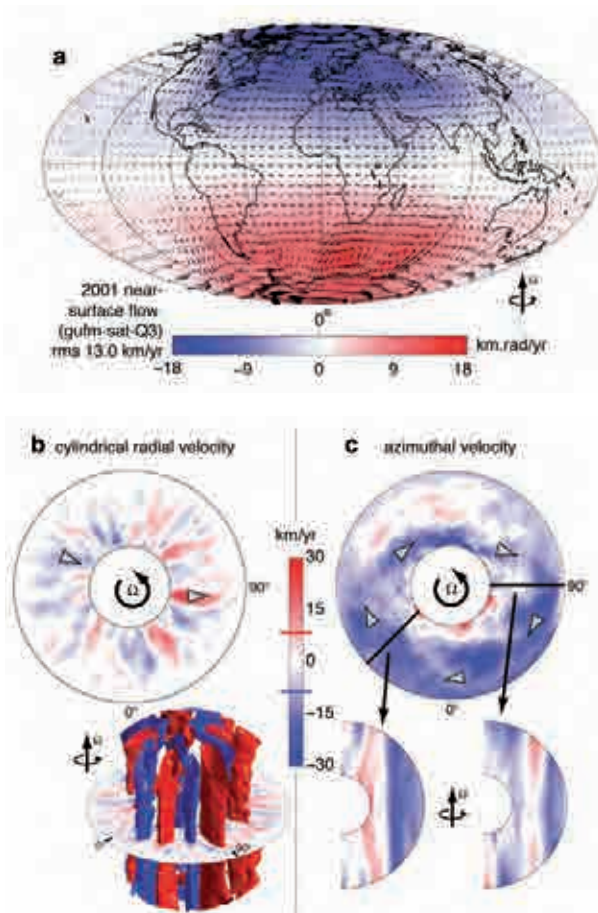 a
2001 near-
surface flow
(gufm-sat-Q3)
rms 13.0 km/yr
0°
km.rad/yr
-18 -9 0 9 18
b cylindrical radial velocity
c azimuthal velocity
km/yr
30
15
0
-15
-30
Ω
90°
0°
Ω
90°
0°